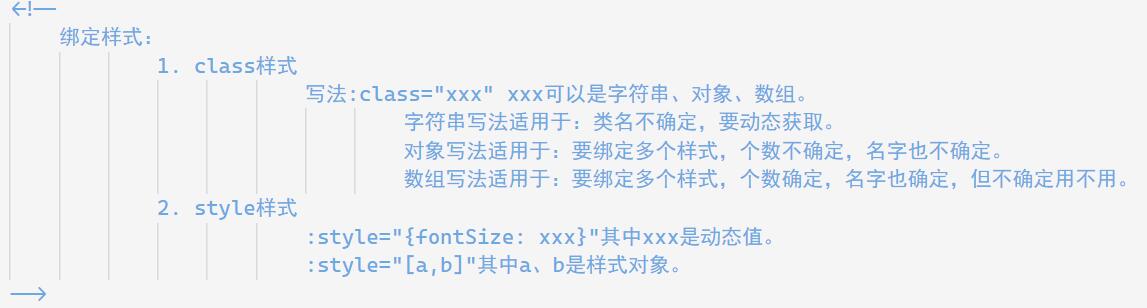 <!--
绑定样式：
1. class样式
写法:class="xxx" xxx可以是字符串、对象、数组。
字符串写法适用于：类名不确定，要动态获取。
对象写法适用于：要绑定多个样式，个数不确定，名字也不确定。
数组写法适用于：要绑定多个样式，个数确定，名字也确定，但不确定用不用。
2. style样式
:style="{fontSize: xxx}"其中xxx是动态值。
:style="[a,b]"其中a、b是样式对象。
-->